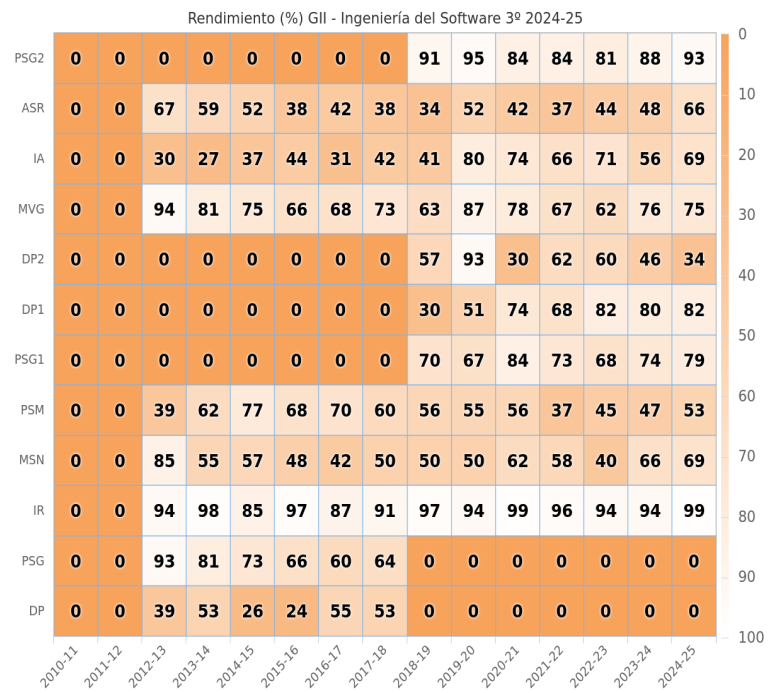 Rendimiento (%) GII - Ingeniería del Software 3º 2024-25
PSG2 0 0 0 0 0 0 0 0 91 95 84 84 81 88 93
ASR 0 0 67 59 52 38 42 38 34 52 42 37 44 48 66
IA 0 0 30 27 37 44 31 42 41 80 74 66 71 56 69
MVG 0 0 94 81 75 66 68 73 63 87 78 67 62 76 75
DP2 0 0 0 0 0 0 0 0 57 93 30 62 60 46 34
DP1 0 0 0 0 0 0 0 0 30 51 74 68 82 80 82
PSG1 0 0 0 0 0 0 0 0 70 67 84 73 68 74 79
PSM 0 0 39 62 77 68 70 60 56 55 56 37 45 47 53
MSN 0 0 85 55 57 48 42 50 50 50 62 58 40 66 69
IR 0 0 94 98 85 97 87 91 97 94 99 96 94 94 99
PSG 0 0 93 81 73 66 60 64 0 0 0 0 0 0 0
DP 0 0 39 53 26 24 55 53 0 0 0 0 0 0 0
2010-11 2011-12 2012-13 2013-14 2014-15 2015-16 2016-17 2017-18 2018-19 2019-20 2020-21 2021-22 2022-23 2023-24 2024-25
0
10
20
30
40
50
60
70
80
90
100